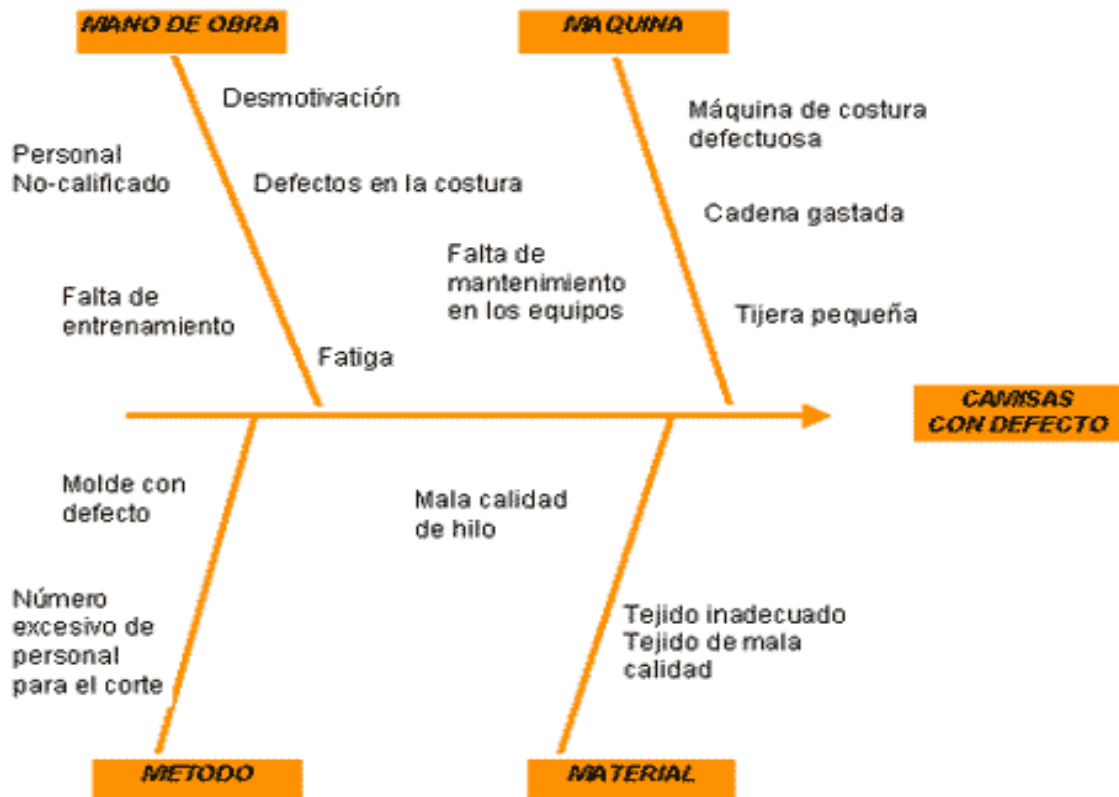 MANO DE OBRA
MAQUINA
Desmotivación
Personal
No-calificado
Defectos en la costura
Falta de
entrenamiento
Fatiga
Máquina de costura
defectuosa
Cadena gastada
Falta de
mantenimiento
en los equipos
Tijera pequeña
CAMISAS
CON DEFECTO
Molde con
defecto
Número
excesivo de
personal
para el corte
Mala calidad
de hilo
Tejido inadecuado
Tejido de mala
calidad
METODO
MATERIAL